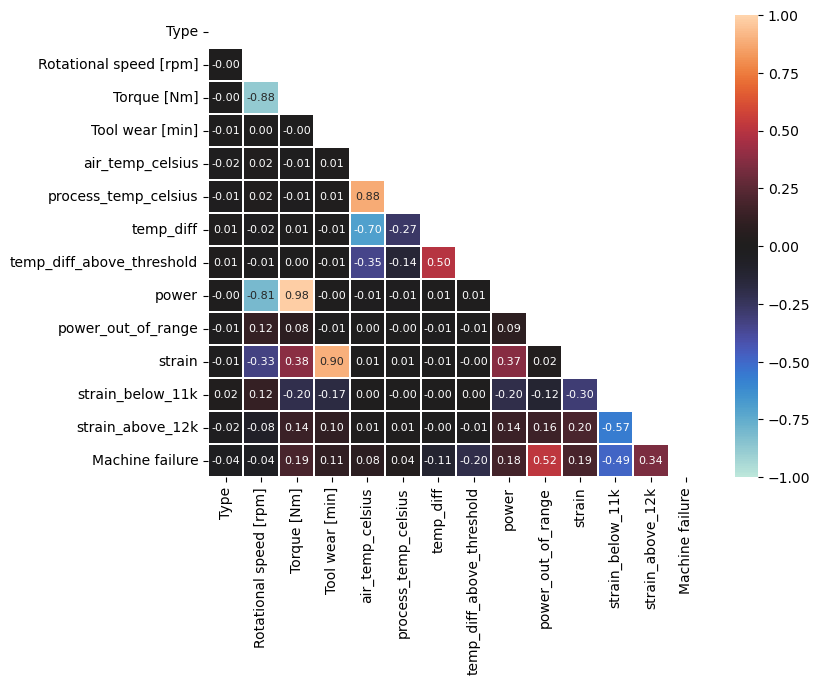 Type
Rotational speed [rpm] -0.00
Torque [Nm] -0.00 -0.88
Tool wear [min] -0.01 0.00 -0.00
air_temp_celsius -0.02 0.02 -0.01 0.01
process_temp_celsius -0.01 0.02 -0.01 0.01 0.88
temp_diff 0.01 -0.02 0.01 -0.01 -0.70 -0.27
temp_diff_above_threshold 0.01 -0.01 0.00 -0.01 -0.35 -0.14 0.50
power -0.00 -0.81 0.98 -0.00 -0.01 -0.01 0.01 0.01
power_out_of_range -0.01 0.12 0.08 -0.01 0.00 -0.00 -0.01 -0.01 0.09
strain -0.01 -0.33 0.38 0.90 0.01 0.01 -0.01 -0.00 0.37 0.02
strain_below_11k 0.02 0.12 -0.20 -0.17 0.00 -0.00 -0.00 0.00 -0.20 -0.12 -0.30
strain_above_12k -0.02 -0.08 0.14 0.10 0.01 0.01 -0.00 -0.01 0.14 0.16 0.20 -0.57
Machine failure -0.04 -0.04 0.19 0.11 0.08 0.04 -0.11 -0.20 0.18 0.52 0.19 -0.49 0.34
Type
Rotational speed [rpm]
Torque [Nm]
Tool wear [min]
air_temp_celsius
process_temp_celsius
temp_diff
temp_diff_above_threshold
power
power_out_of_range
strain
strain_below_11k
strain_above_12k
Machine failure
1.00
0.75
0.50
0.25
0.00
−0.25
−0.50
−0.75
−1.00